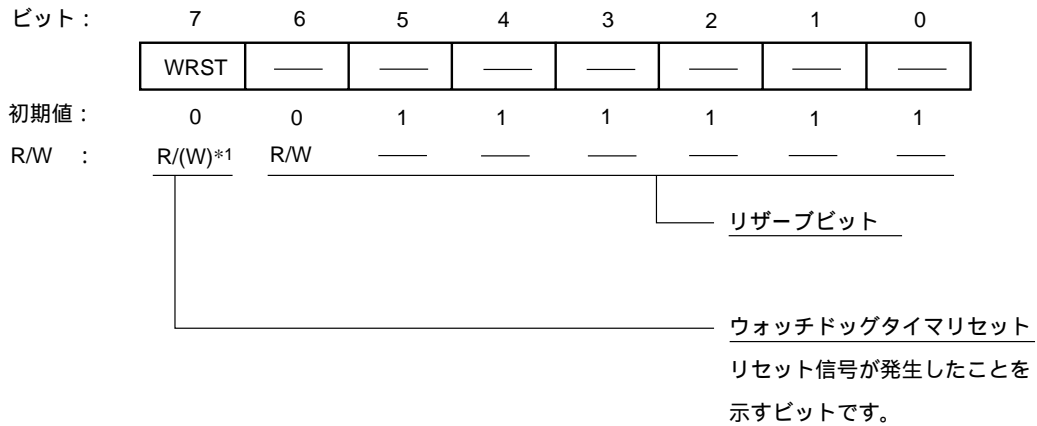 ビット： 7 6 5 4 3 2 1 0
WRST — — — — — — —
初期値： 0 0 1 1 1 1 1 1
R/W ： R/(W)*1 R/W — — — — — —
リザーブビット
ウォッチドッグタイマリセット
リセット信号が発生したことを
示すビットです。